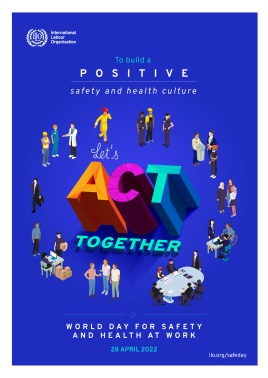 International
Labour
Organization
To build a
POSITIVE
safety and health culture
Let's
ACT
TOGETHER
WORLD DAY FOR SAFETY
AND HEALTH AT WORK
28 APRIL 2022
ilo.org/safeday